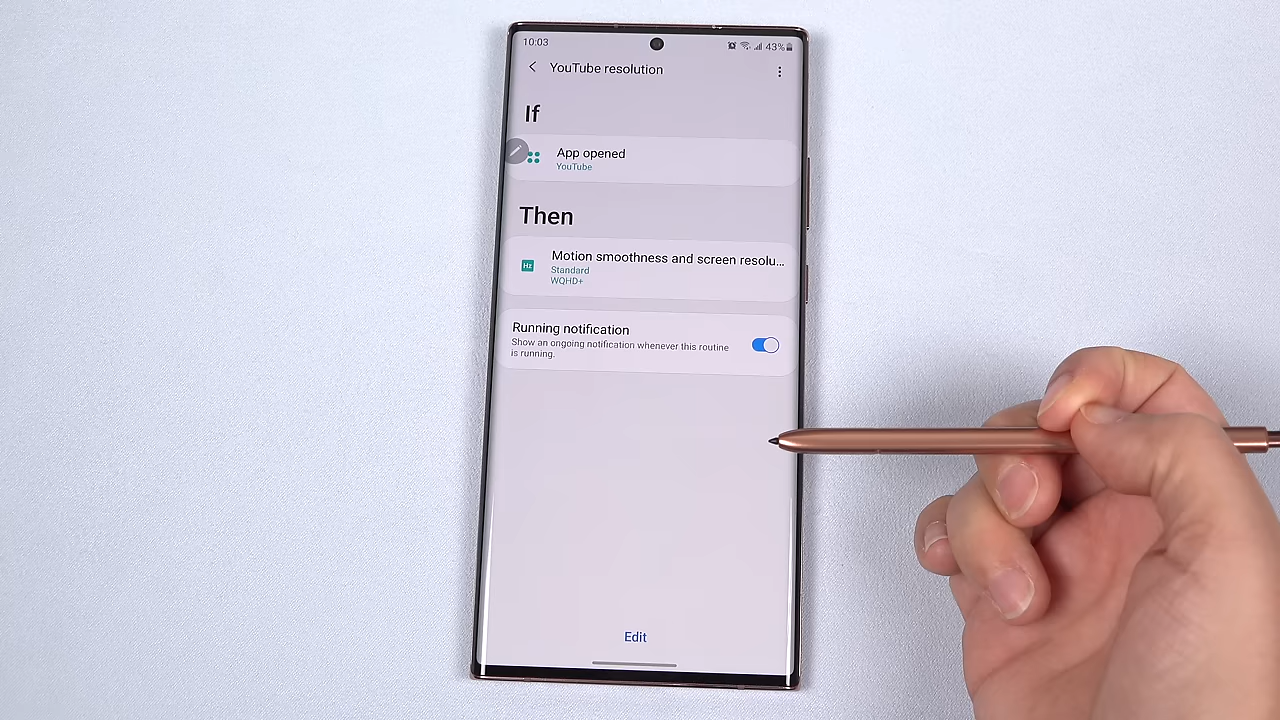 10:03
43%
YouTube resolution
If
App opened
YouTube
Then
Hz
Motion smoothness and screen resolu...
Standard
WQHD+
Running notification
Show an ongoing notification whenever this routine
is running.
Edit